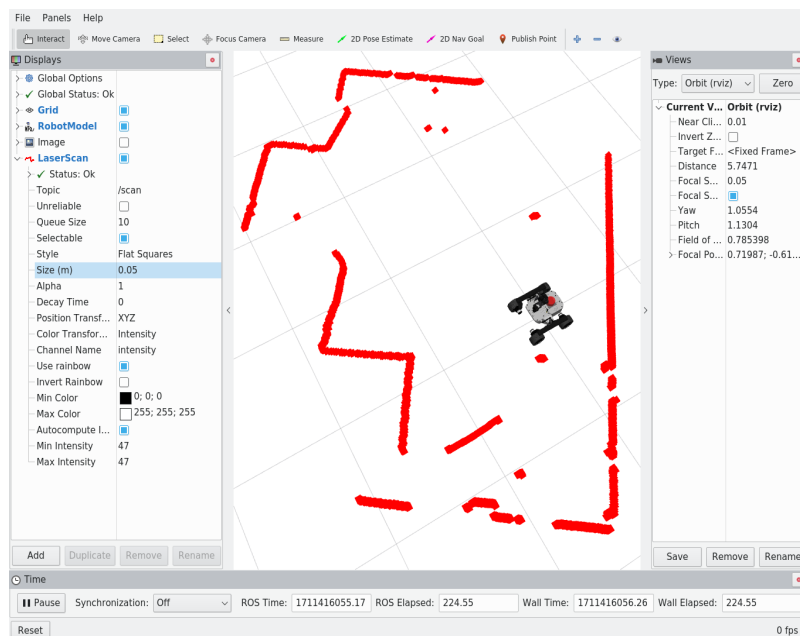 File Panels Help
Interact Move Camera Select Focus Camera Measure 2D Pose Estimate 2D Nav Goal Publish Point
Displays
Global Options
Global Status: Ok
Grid
RobotModel
Image
LaserScan
Status: Ok
Topic /scan
Unreliable
Queue Size 10
Selectable
Style Flat Squares
Size (m) 0.05
Alpha 1
Decay Time 0
Position Transf... XYZ
Color Transfor... Intensity
Channel Name intensity
Use rainbow
Invert Rainbow
Min Color 0; 0; 0
Max Color 255; 255; 255
Autocompute I...
Min Intensity 47
Max Intensity 47
Add Duplicate Remove Rename
Views
Type: Orbit (rviz) Zero
Current V... Orbit (rviz)
Near Cli... 0.01
Invert Z...
Target F... <Fixed Frame>
Distance 5.7471
Focal S... 0.05
Focal S...
Yaw 1.0554
Pitch 1.1304
Field of ... 0.785398
Focal Po... 0.71987; -0.61...
Save Remove Rename
Time
Pause Synchronization: Off ROS Time: 1711416055.17 ROS Elapsed: 224.55 Wall Time: 1711416056.26 Wall Elapsed: 224.55
Reset 0 fps